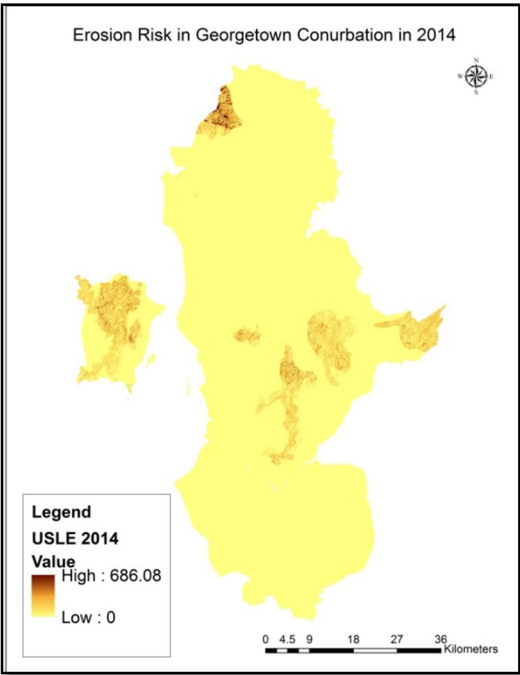 Erosion Risk in Georgetown Conurbation in 2014
N
W E
S
Legend
USLE 2014
Value
High : 686.08
Low : 0
0 4.5 9 18 27 36
Kilometers